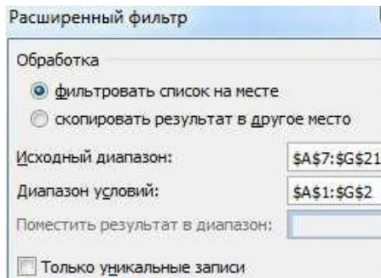 Расширенный фильтр
Обработка
фильтровать список на месте
скопировать результат в другое место
Исходный диапазон: $A$7:$G$21
Диапазон условий: $A$1:$G$2
Поместить результат в диапазон:
Только уникальные записи